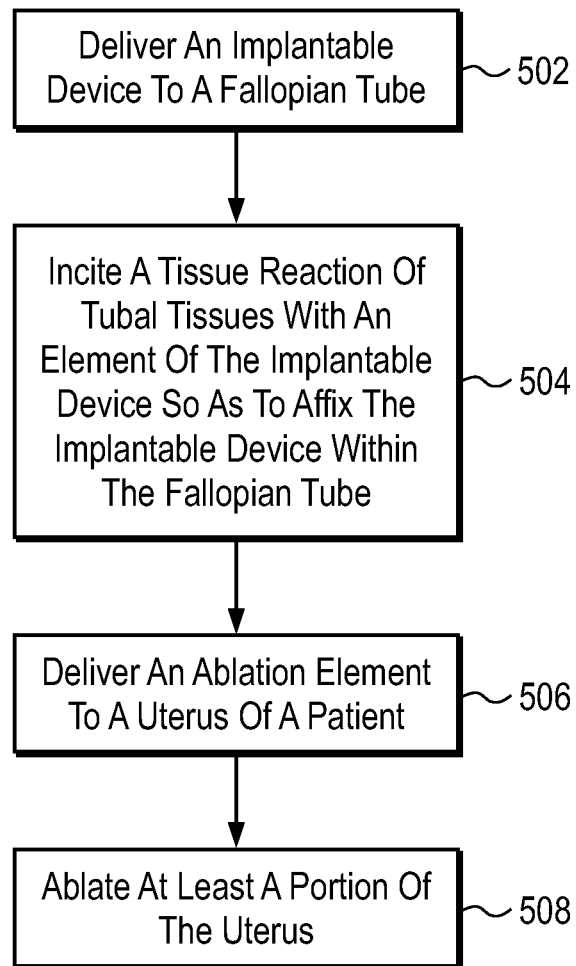 Deliver An Implantable
Device To A Fallopian Tube
502
Incite A Tissue Reaction Of
Tubal Tissues With An
Element Of The Implantable
Device So As To Affix The
Implantable Device Within
The Fallopian Tube
504
Deliver An Ablation Element
To A Uterus Of A Patient
506
Ablate At Least A Portion Of
The Uterus
508